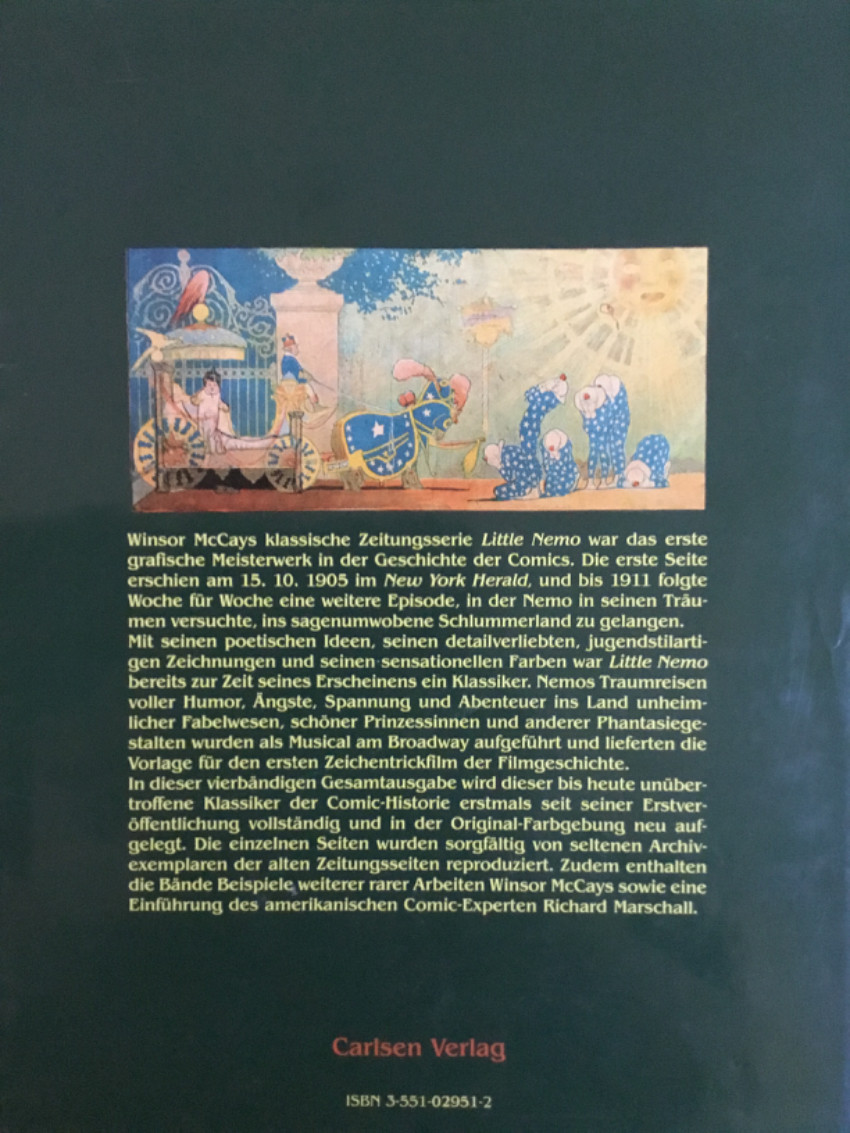 Winsor McCays klassische Zeitungsserie Little Nemo war das erste
grafische Meisterwerk in der Geschichte der Comics. Die erste Seite
erschien am 15. 10. 1905 im New York Herald, und bis 1911 folgte
Woche für Woche eine weitere Episode, in der Nemo in seinen Träu-
men versuchte, ins sagenumwobene Schlummerland zu gelangen.
Mit seinen poetischen Ideen, seinen detailverliebten, jugendstilarti-
gen Zeichnungen und seinen sensationellen Farben war Little Nemo
bereits zur Zeit seines Erscheinens ein Klassiker. Nemos Traumreisen
voller Humor, Ängste, Spannung und Abenteuer ins Land unheim-
licher Fabelwesen, schöner Prinzessinnen und anderer Phantasiege-
stalten wurden als Musical am Broadway aufgeführt und lieferten die
Vorlage für den ersten Zeichentrickfilm der Filmgeschichte.
In dieser vierbändigen Gesamtausgabe wird dieser bis heute unüber-
troffene Klassiker der Comic-Historie erstmals seit seiner Erstver-
öffentlichung vollständig und in der Original-Farbgebung neu auf-
gelegt. Die einzelnen Seiten wurden sorgfältig von seltenen Archiv-
exemplaren der alten Zeitungsseiten reproduziert. Zudem enthalten
die Bände Beispiele weiterer rarer Arbeiten Winsor McCays sowie eine
Einführung des amerikanischen Comic-Experten Richard Marschall.
Carlsen Verlag
ISBN 3-551-02951-2